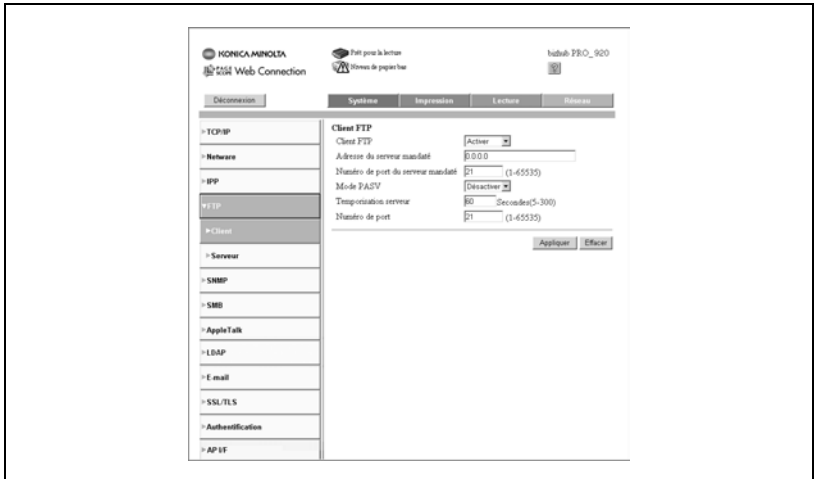 KONICA MINOLTA
PAGE SCOPE Web Connection
Prêt pour la lecture
Niveau de papier bas
bizhub PRO_920
Déconnexion
Système
Impression
Lecture
Réseau
TCP/IP
Netware
IPP
FTP
Client
Serveur
SNMP
SMB
AppleTalk
LDAP
E-mail
SSL/TLS
Authentification
AP I/F
Client FTP
Client FTP Activer
Adresse du serveur mandaté 0.0.0.0
Numéro de port du serveur mandaté 21 (1-65535)
Mode PASV Désactiver
Temporisation serveur 60 Secondes(5-300)
Numéro de port 21 (1-65535)
Appliquer Effacer